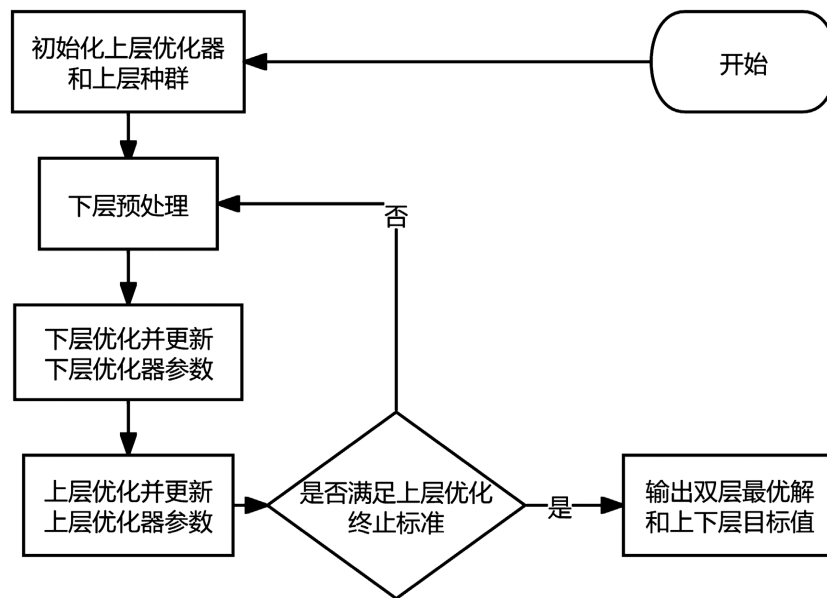 开始
初始化上层优化器
和上层种群
下层预处理
否
下层优化并更新
下层优化器参数
上层优化并更新
上层优化器参数
是否满足上层优化
终止标准
是
输出双层最优解
和上下层目标值